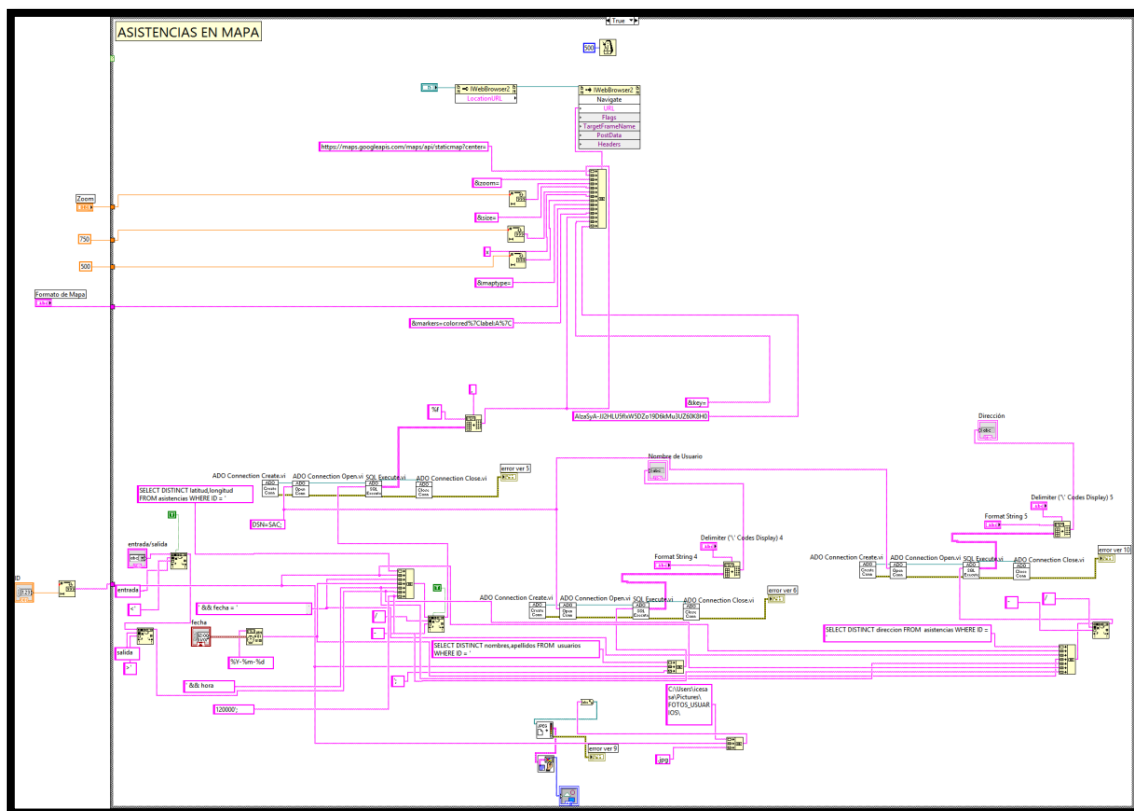 True
ASISTENCIAS EN MAPA
500
IWebBrowser2
LocationURL
IWebBrowser2
Navigate
URL
Flags
TargetFrameName
PostData
Headers
https://maps.googleapis.com/maps/api/staticmap?center=
&zoom=
Zoom
&size=
750
x
500
&maptype=
Formato de Mapa
&markers=color:red%7Clabel:A%7C
,
%f
&key=
Dirección
Nombre de Usuario
error ver 5
ADO Connection Create.vi
ADO Connection Open.vi
SQL Execute.vi
ADO Connection Close.vi
SELECT DISTINCT latitud,longitud
FROM asistencias WHERE ID = '
DSN=SAC;
Delimiter ('\' Codes Display) 5
Format String 5
entrada/salida
Delimiter ('\' Codes Display) 4
Format String 4
error ver 10
ADO Connection Create.vi
ADO Connection Open.vi
SQL Execute.vi
ADO Connection Close.vi
ID
entrada
error ver 6
ADO Connection Create.vi
ADO Connection Open.vi
SQL Execute.vi
ADO Connection Close.vi
<'
' && fecha = '
fecha
SELECT DISTINCT direccion FROM asistencias WHERE ID =
salida
SELECT DISTINCT nombres,apellidos FROM usuarios
WHERE ID = '
%Y-%m-%d
>'
' && hora
120000';
C:\Users\icesa
sa\Pictures\
FOTOS_USUAR
IOS\
JPEG
error ver 9
.JPG